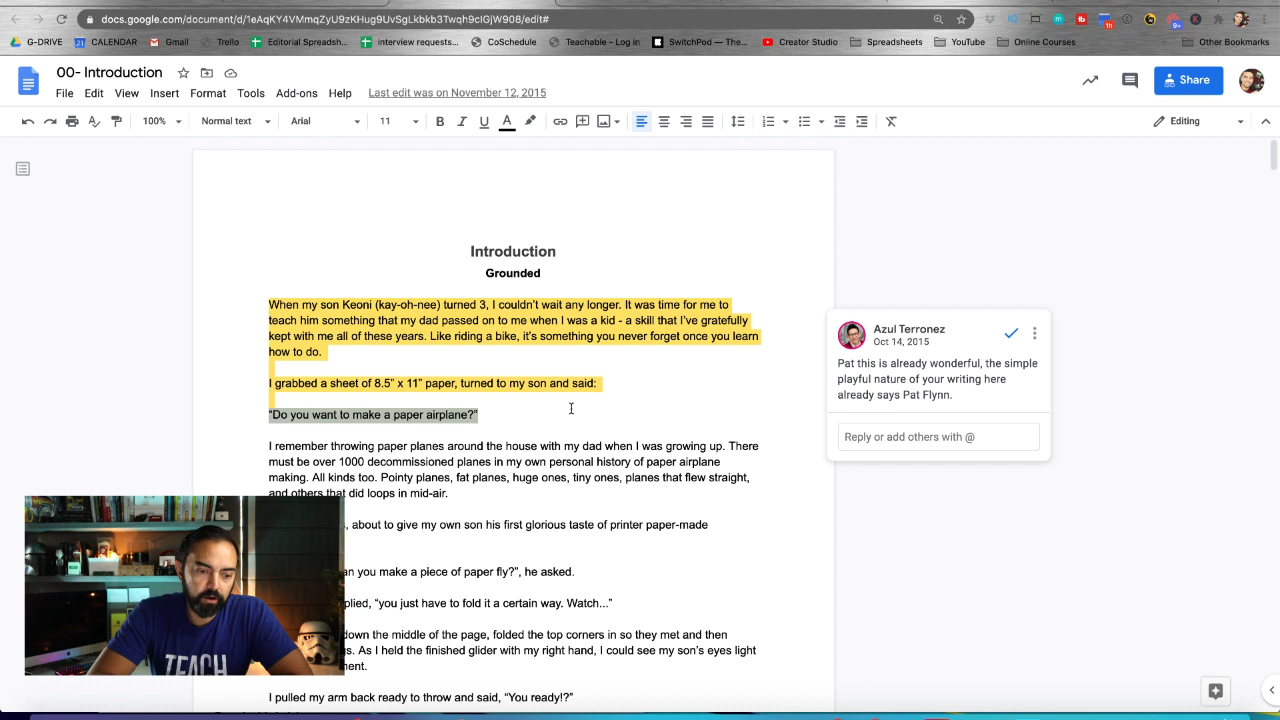 docs.google.com/document/d/1eAqKY4VMmqZyU9zKHug9UvSgLkbkb3Twqh9cIGjW908/edit#
G-DRIVE
CALENDAR
Gmail
Trello
Editorial Spreadsh...
interview requests...
CoSchedule
Teachable - Log in
SwitchPod — The...
Creator Studio
Spreadsheets
YouTube
Online Courses
Other Bookmarks
00- Introduction
File Edit View Insert Format Tools Add-ons Help Last edit was on November 12, 2015
Share
100% Normal text Arial 11 B I U A Editing
Introduction
Grounded
When my son Keoni (kay-oh-nee) turned 3, I couldn’t wait any longer. It was time for me to
teach him something that my dad passed on to me when I was a kid - a skill that I’ve gratefully
kept with me all of these years. Like riding a bike, it’s something you never forget once you learn
how to do.
I grabbed a sheet of 8.5” x 11” paper, turned to my son and said:
“Do you want to make a paper airplane?”
I remember throwing paper planes around the house with my dad when I was growing up. There
must be over 1000 decommissioned planes in my own personal history of paper airplane
making. All kinds too. Pointy planes, fat planes, huge ones, tiny ones, planes that flew straight,
and others that did loops in mid-air.
, about to give my own son his first glorious taste of printer paper-made
an you make a piece of paper fly?”, he asked.
plied, “you just have to fold it a certain way. Watch...”
down the middle of the page, folded the top corners in so they met and then
s. As I held the finished glider with my right hand, I could see my son’s eyes light
ment.
I pulled my arm back ready to throw and said, “You ready!?”
Azul Terronez
Oct 14, 2015
Pat this is already wonderful, the simple
playful nature of your writing here
already says Pat Flynn.
Reply or add others with @
TEACH